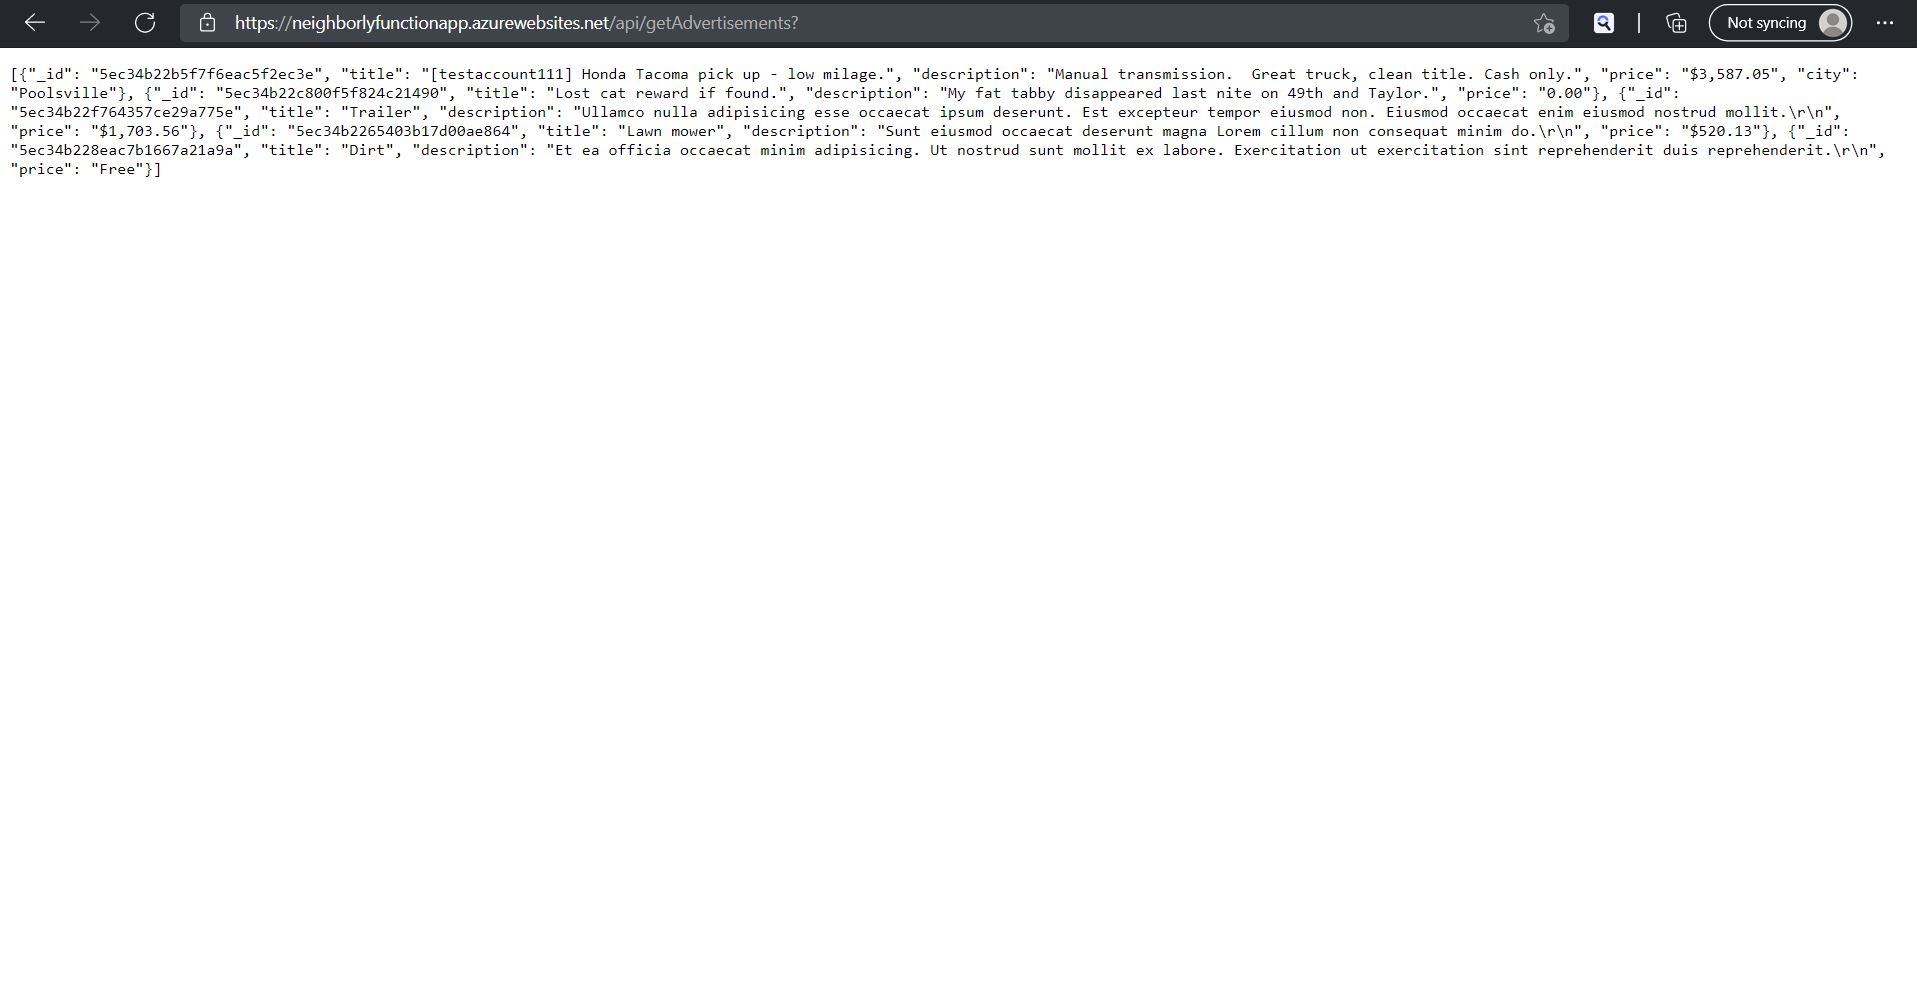 https://neighborlyfunctionapp.azurewebsites.net/api/getAdvertisements?
Not syncing
[{"_id": "5ec34b22b5f7f6eac5f2ec3e", "title": "[testaccount111] Honda Tacoma pick up - low milage.", "description": "Manual transmission.  Great truck, clean title. Cash only.", "price": "$3,587.05", "city":
"Poolsville"}, {"_id": "5ec34b22c800f5f824c21490", "title": "Lost cat reward if found.", "description": "My fat tabby disappeared last nite on 49th and Taylor.", "price": "0.00"}, {"_id":
"5ec34b22f764357ce29a775e", "title": "Trailer", "description": "Ullamco nulla adipisicing esse occaecat ipsum deserunt. Est excepteur tempor eiusmod non. Eiusmod occaecat enim eiusmod nostrud mollit.\r\n",
"price": "$1,703.56"}, {"_id": "5ec34b2265403b17d00ae864", "title": "Lawn mower", "description": "Sunt eiusmod occaecat deserunt magna Lorem cillum non consequat minim do.\r\n", "price": "$520.13"}, {"_id":
"5ec34b228eac7b1667a21a9a", "title": "Dirt", "description": "Et ea officia occaecat minim adipisicing. Ut nostrud sunt mollit ex labore. Exercitation ut exercitation sint reprehenderit duis reprehenderit.\r\n",
"price": "Free"}]